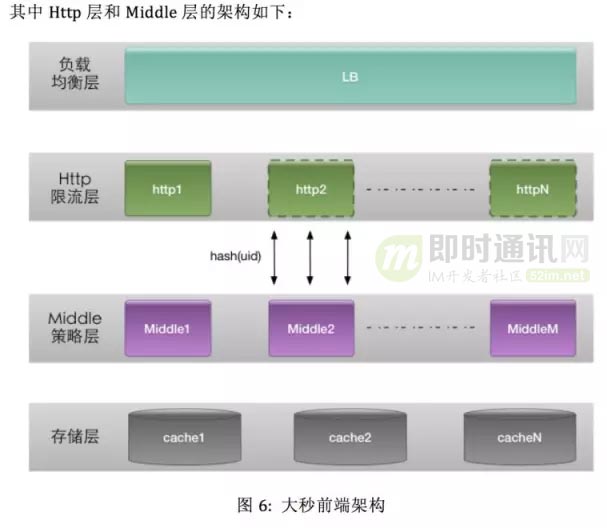 其中 Http 层和 Middle 层的架构如下：
负载
均衡层
LB
Http
限流层
http1
http2
httpN
hash(uid)
即时通讯网
IM开发者社区 52im.net
Middle
策略层
Middle1
Middle2
MiddleM
存储层
cache1
cache2
cacheN
图 6: 大秒前端架构